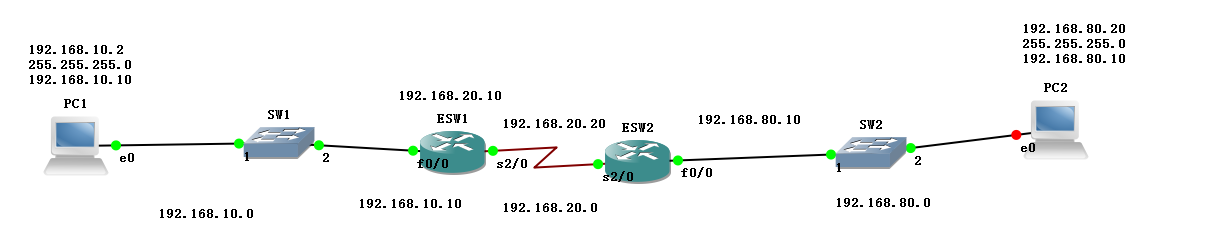 192.168.10.2
255.255.255.0
192.168.10.10
PC1
e0
SW1
1
2
192.168.10.0
192.168.20.10
ESW1
f0/0
s2/0
192.168.10.10
192.168.20.20
192.168.20.0
ESW2
s2/0
f0/0
192.168.80.10
SW2
1
2
192.168.80.0
192.168.80.20
255.255.255.0
192.168.80.10
PC2
e0